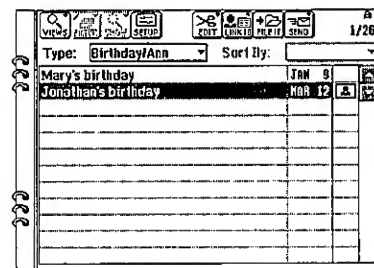 VIEWS SETUP EDIT LINK TO FILE IT SEND 1/26
Type: Birthday/Ann Sort By:
Mary's birthday JAN 9
Jonathan's birthday MAR 12